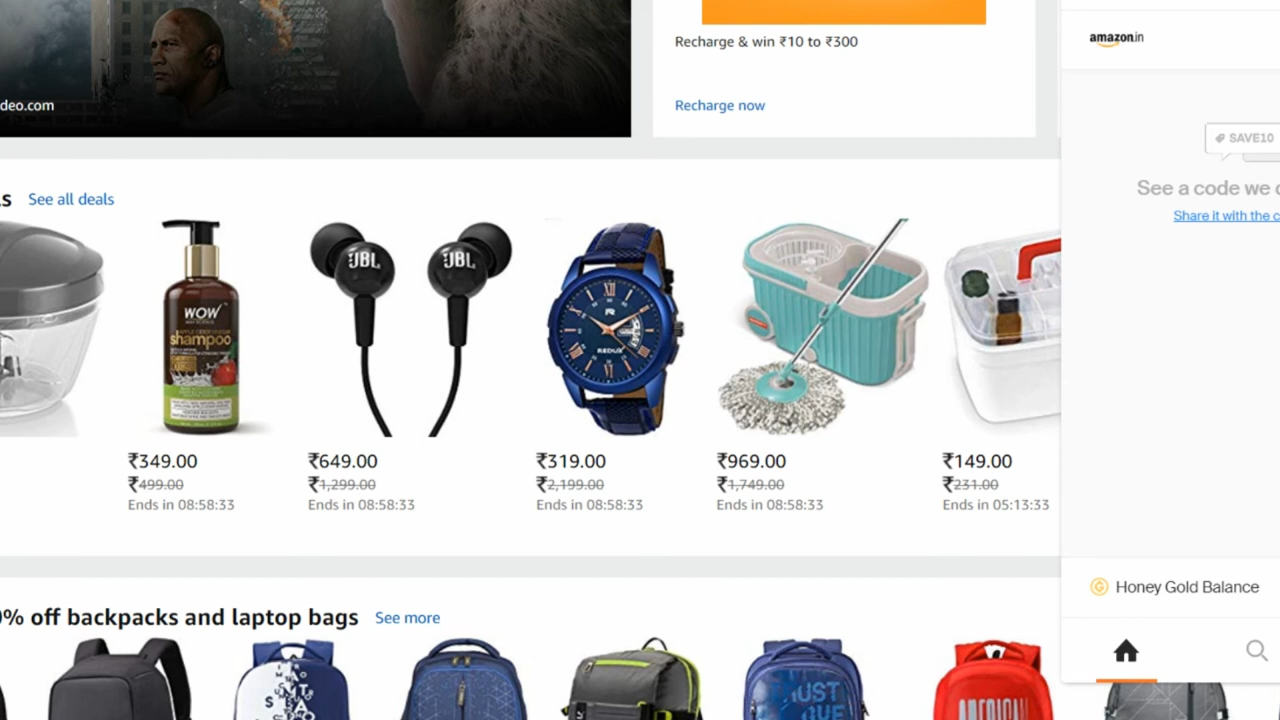 deo.com
Recharge & win ₹10 to ₹300
Recharge now
amazon.in
SAVE10
See a code we
Share it with the c
s See all deals
WOW
shampoo
JBL
JBL
R
REDUX
₹349.00
₹499.00
Ends in 08:58:33
₹649.00
₹1,299.00
Ends in 08:58:33
₹319.00
₹2,199.00
Ends in 08:58:33
₹969.00
₹1,749.00
Ends in 08:58:33
₹149.00
₹231.00
Ends in 05:13:33
0% off backpacks and laptop bags See more
Honey Gold Balance
AMERICAN